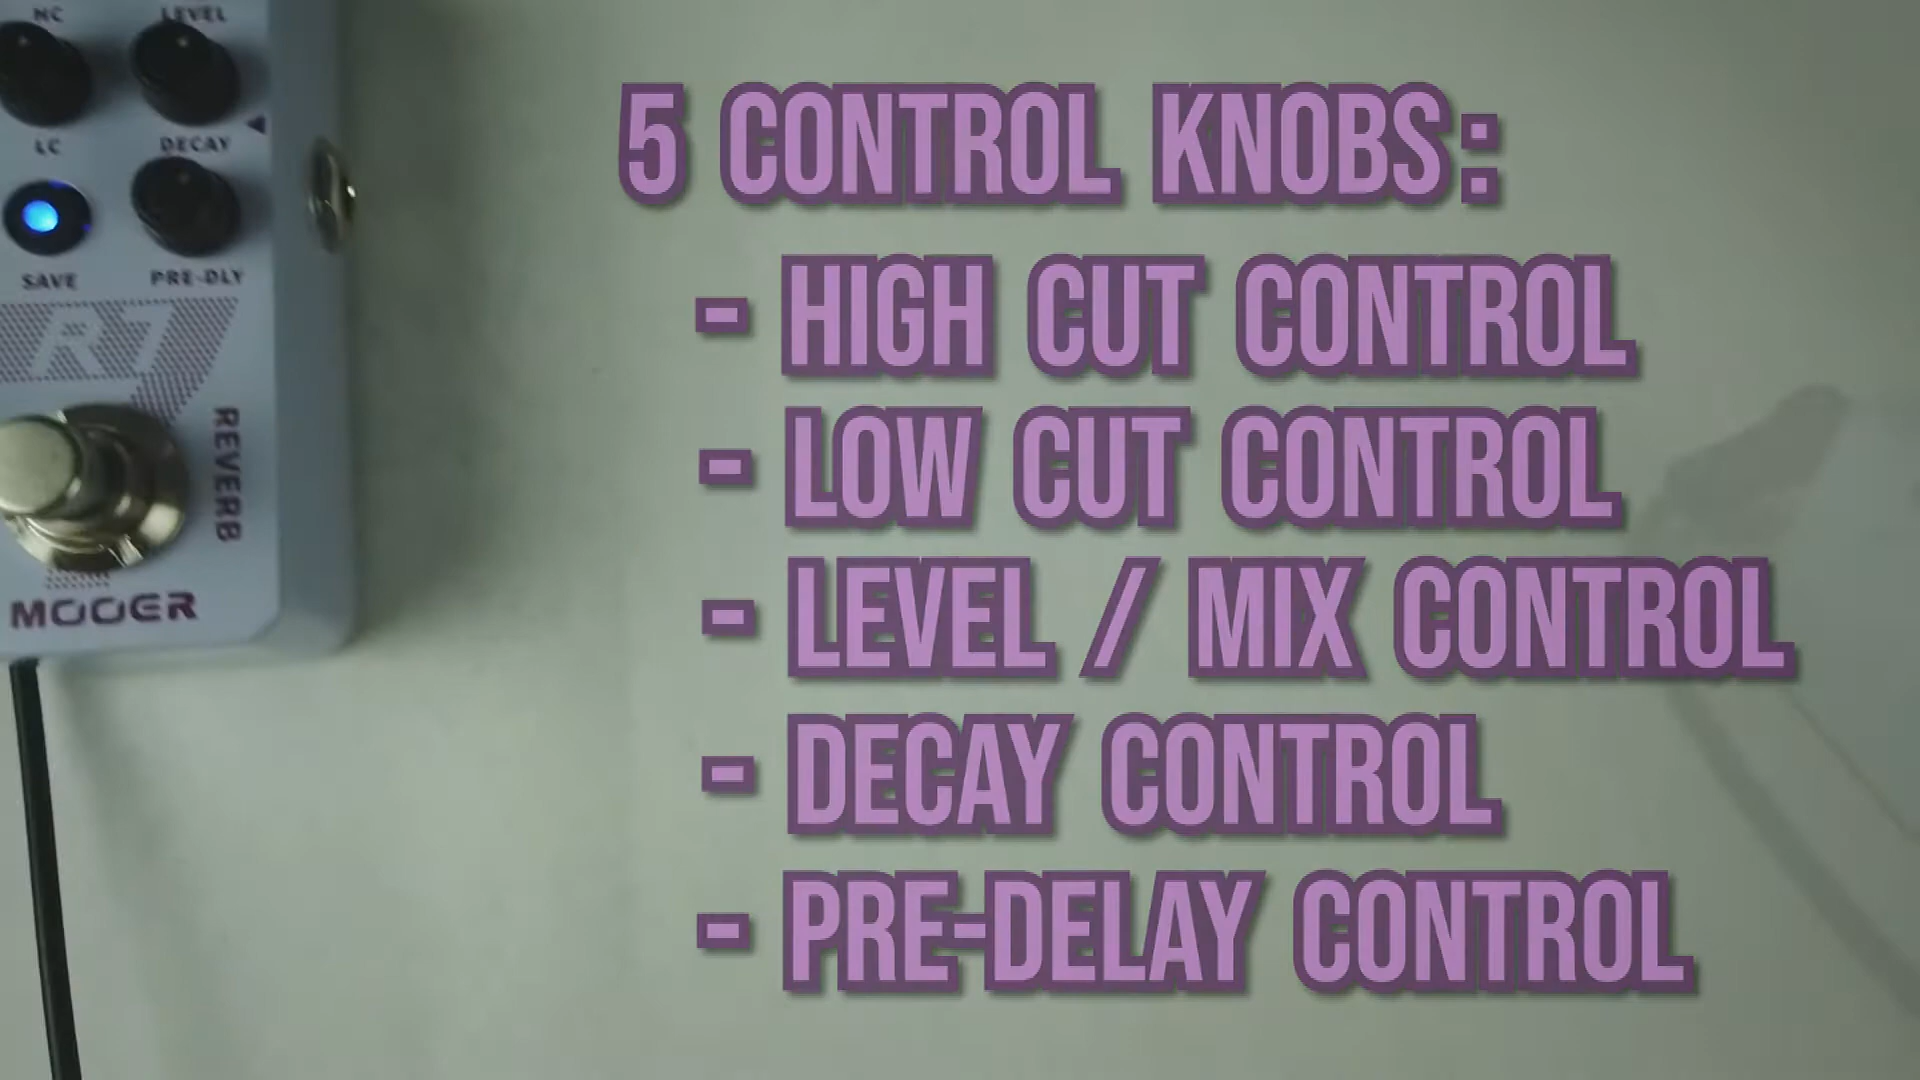 HC LEVEL
LC DECAY
SAVE PRE-DLY
R7
REVERB
MOOER
5 CONTROL KNOBS:
- HIGH CUT CONTROL
- LOW CUT CONTROL
- LEVEL / MIX CONTROL
- DECAY CONTROL
- PRE-DELAY CONTROL